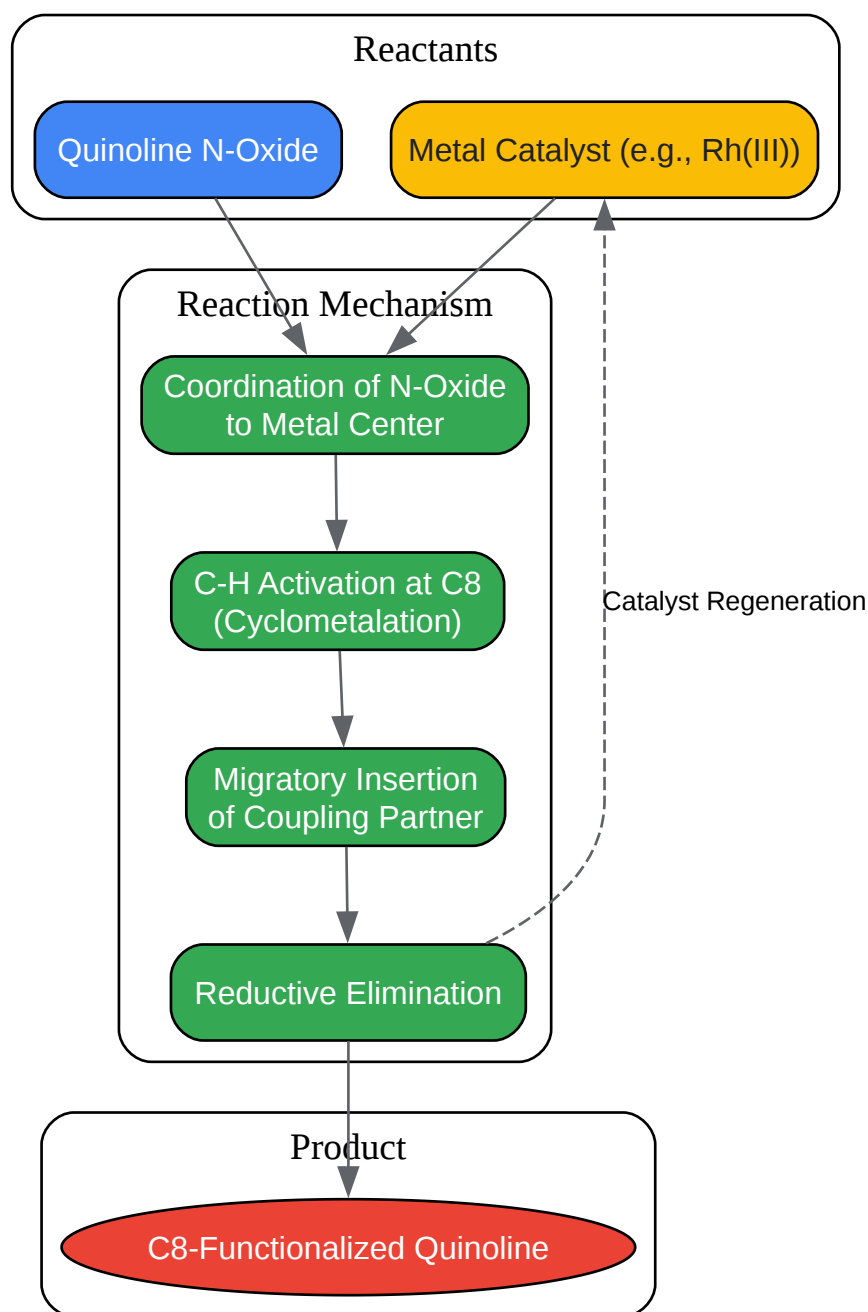 Reactants
Quinoline N-Oxide
Metal Catalyst (e.g., Rh(III))
Reaction Mechanism
Coordination of N-Oxide
to Metal Center
C-H Activation at C8
(Cyclometalation)
Catalyst Regeneration
Migratory Insertion
of Coupling Partner
Reductive Elimination
Product
C8-Functionalized Quinoline